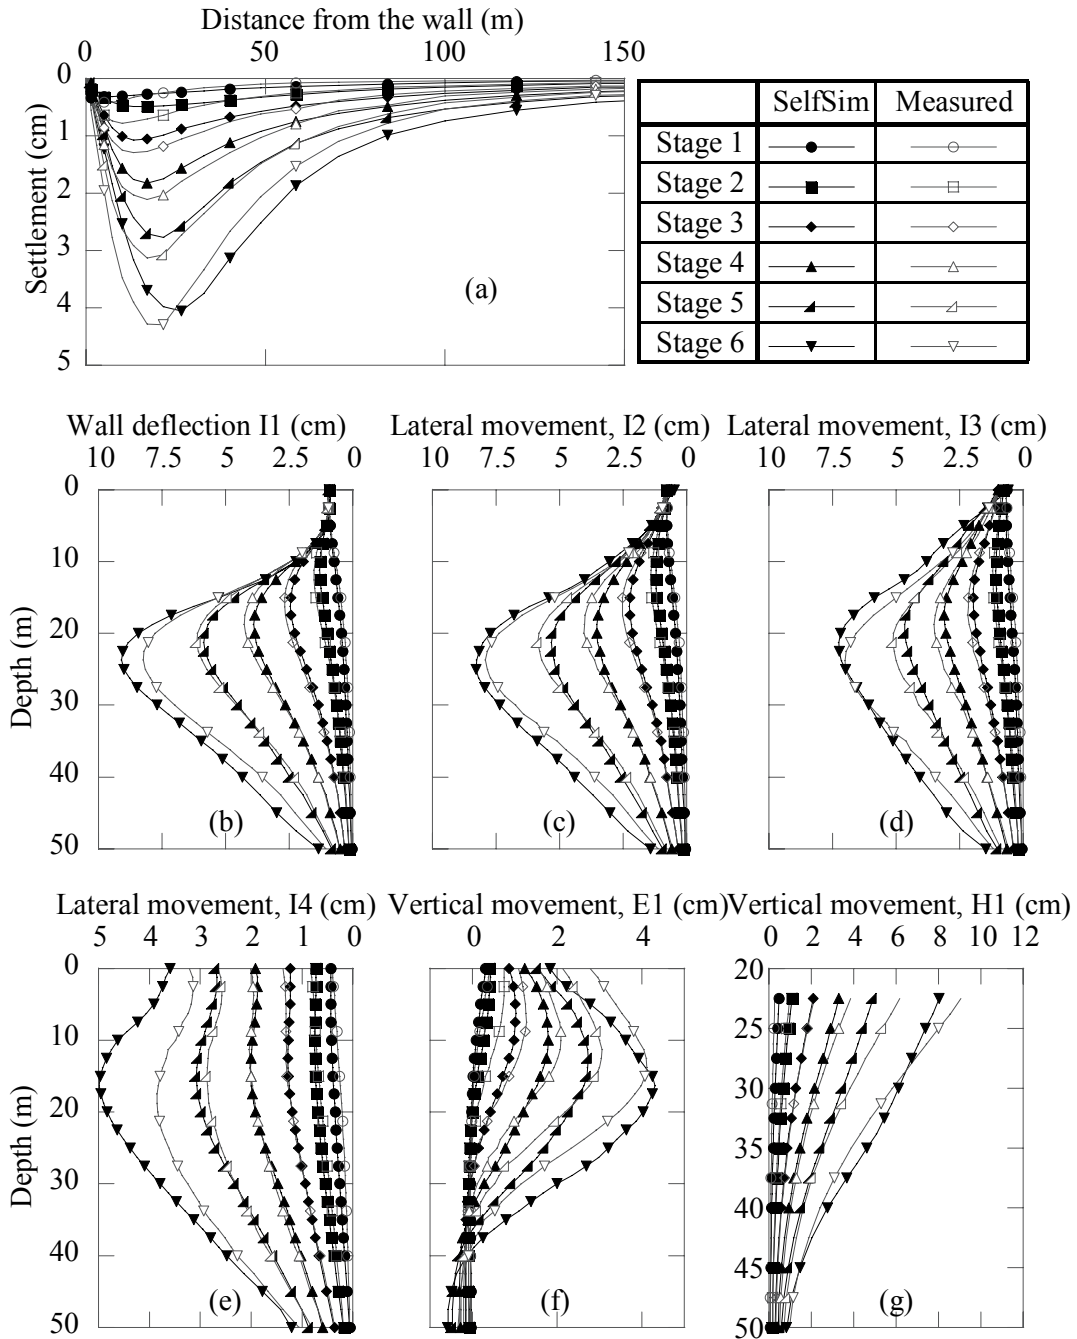 Distance from the wall (m)
0 50 100 150
0
1
2
3
4
5
Settlement (cm)
(a)
SelfSim Measured
Stage 1
Stage 2
Stage 3
Stage 4
Stage 5
Stage 6
Wall deflection I1 (cm)
10 7.5 5 2.5 0
0
10
20
30
40
50
Depth (m)
(b)
Lateral movement, I2 (cm)
10 7.5 5 2.5 0
(c)
Lateral movement, I3 (cm)
10 7.5 5 2.5 0
(d)
Lateral movement, I4 (cm)
5 4 3 2 1 0
0
10
20
30
40
50
Depth (m)
(e)
Vertical movement, E1 (cm)
0 2 4
(f)
Vertical movement, H1 (cm)
0 2 4 6 8 10 12
20
25
30
35
40
45
50
(g)